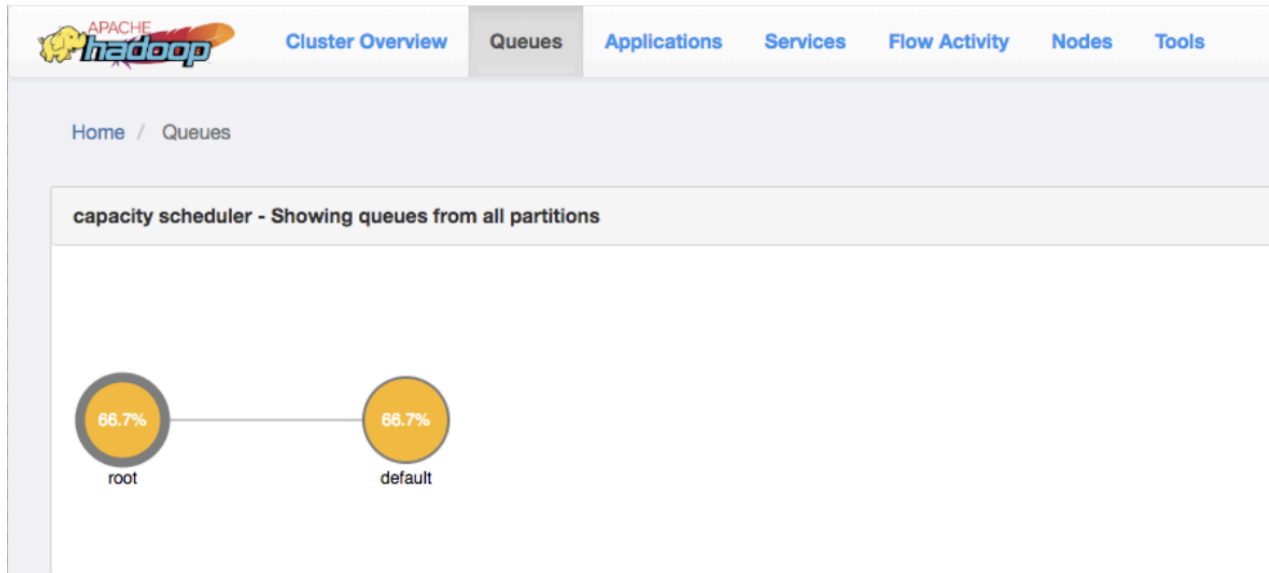 APACHE
hadoop
Cluster Overview Queues Applications Services Flow Activity Nodes Tools
Home / Queues
capacity scheduler - Showing queues from all partitions
66.7% 66.7%
root default